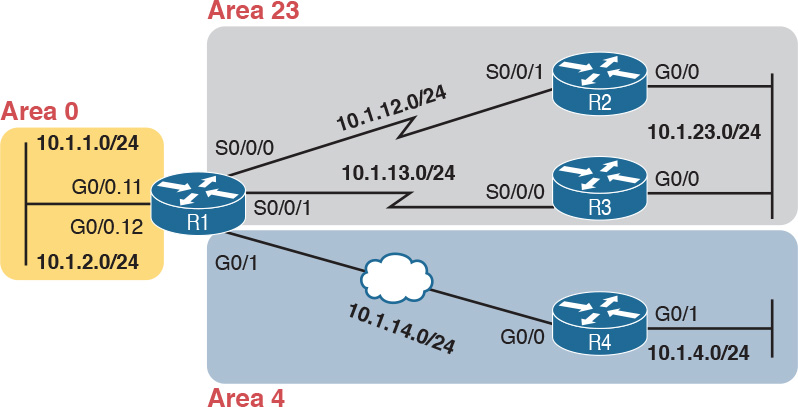 Area 23
S0/0/1
R2
G0/0
10.1.12.0/24
Area 0
10.1.1.0/24
S0/0/0
10.1.23.0/24
10.1.13.0/24
G0/0.11
R1
S0/0/1
S0/0/0
R3
G0/0
G0/0.12
10.1.2.0/24
G0/1
10.1.14.0/24
G0/0
R4
G0/1
10.1.4.0/24
Area 4